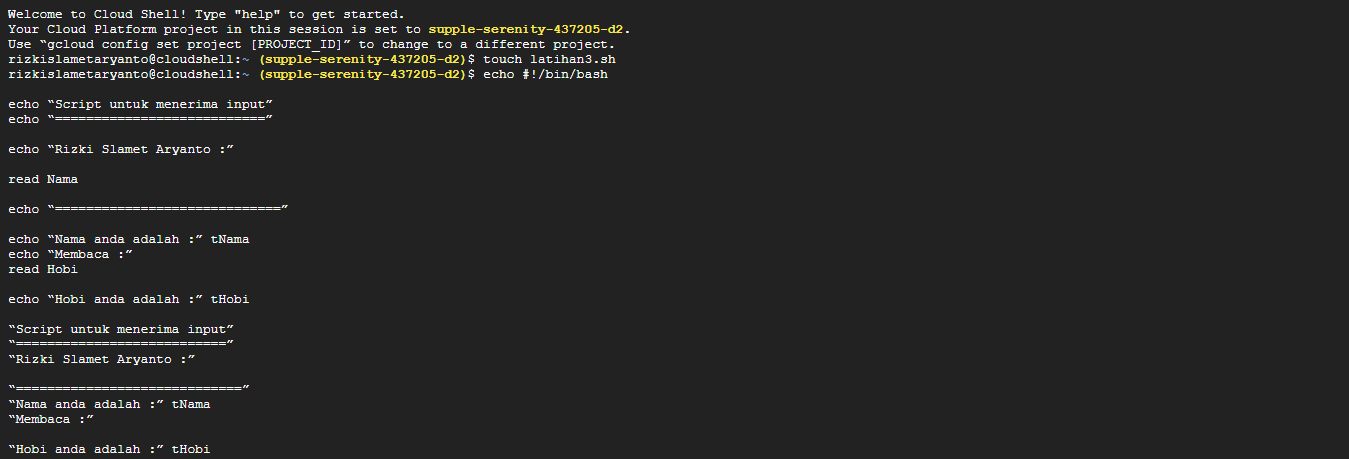 Welcome to Cloud Shell! Type "help" to get started.
Your Cloud Platform project in this session is set to supple-serenity-437205-d2.
Use “gcloud config set project [PROJECT_ID]” to change to a different project.
rizkislametaryanto@cloudshell:~ (supple-serenity-437205-d2)$ touch latihan3.sh
rizkislametaryanto@cloudshell:~ (supple-serenity-437205-d2)$ echo #!/bin/bash
echo “Script untuk menerima input”
echo “===========================”
echo “Rizki Slamet Aryanto :”
read Nama
echo “=============================”
echo “Nama anda adalah :” tNama
echo “Membaca :”
read Hobi
echo “Hobi anda adalah :” tHobi
“Script untuk menerima input”
“===========================”
“Rizki Slamet Aryanto :”
“=============================”
“Nama anda adalah :” tNama
“Membaca :”
“Hobi anda adalah :” tHobi